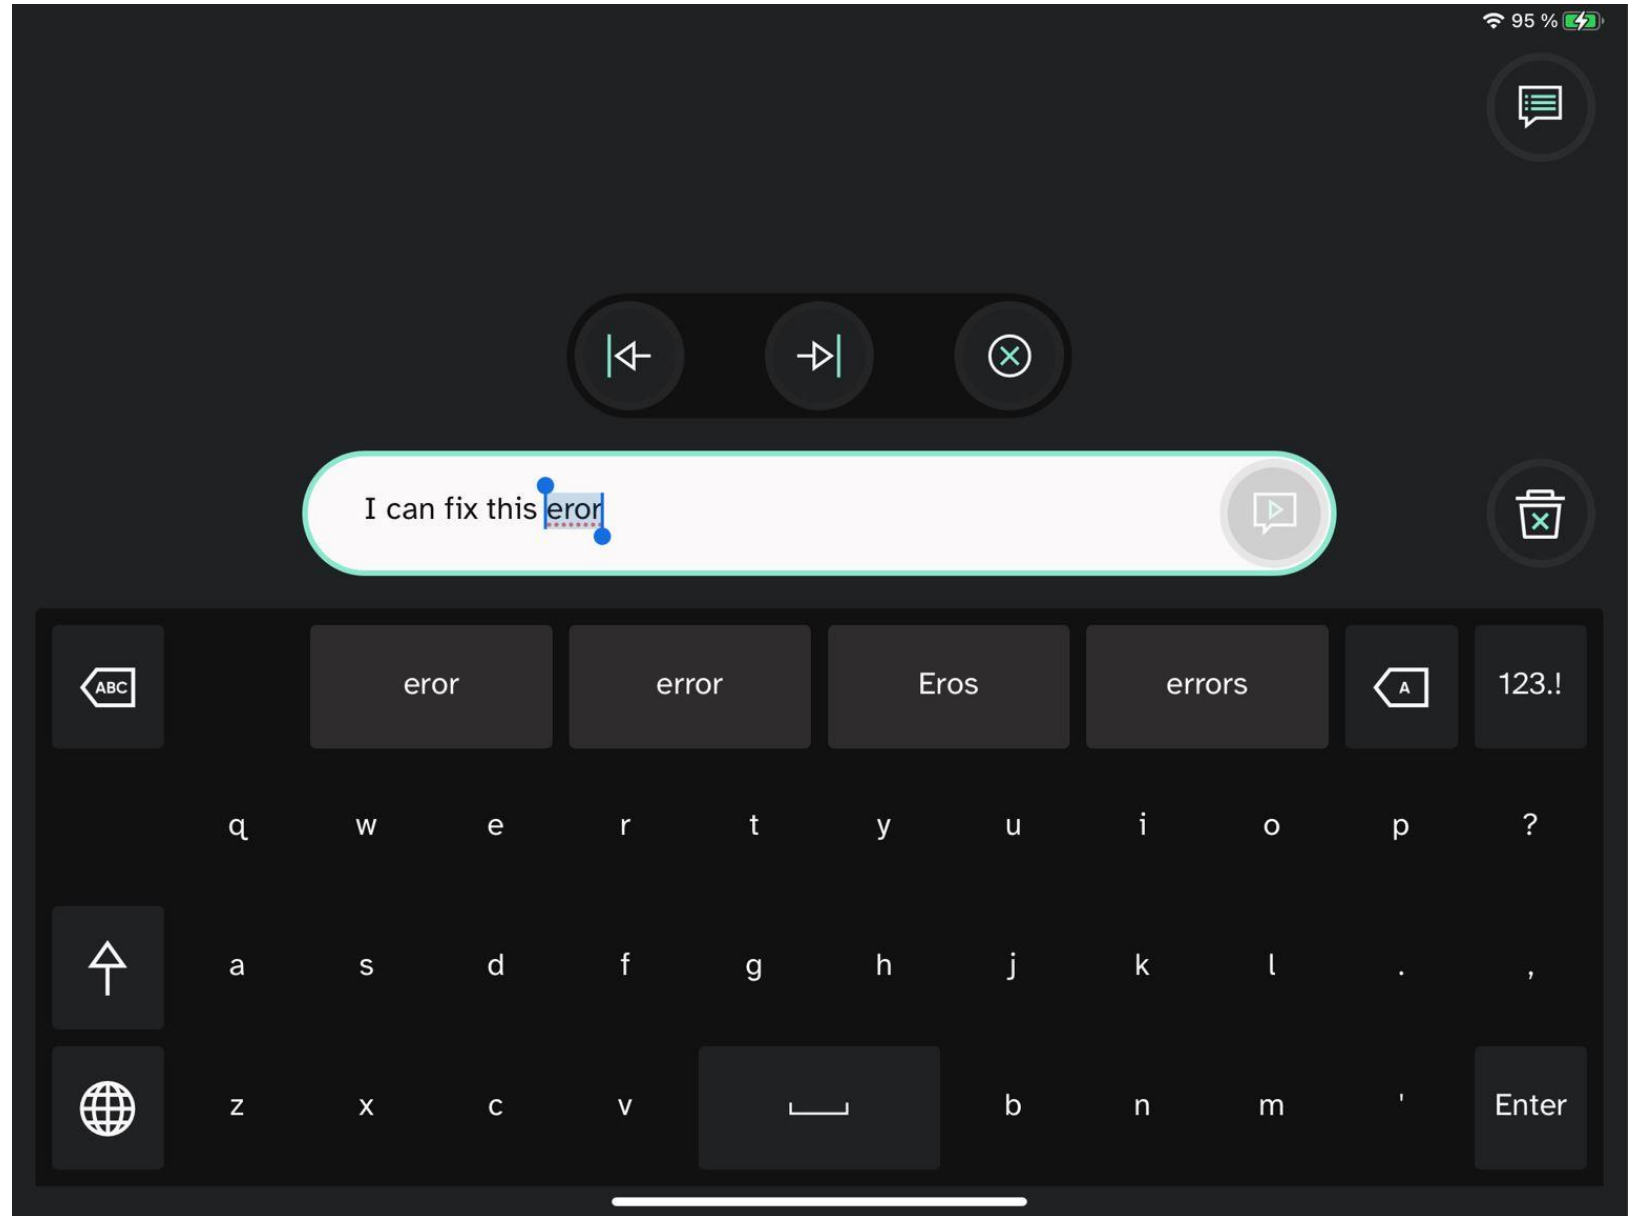 95 %
I can fix this eror
ABC eror error Eros errors A 123.!
q w e r t y u i o p ?
a s d f g h j k l . ,
z x c v b n m ' Enter